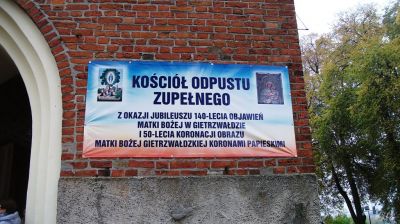 KOŚCIÓŁ ODPUSTU
ZUPEŁNEGO
Z OKAZJI JUBILEUSZU 140-LECIA OBJAWIEŃ
MATKI BOŻEJ W GIETRZWAŁDZIE
I 50-LECIA KORONACJI OBRAZU
MATKI BOŻEJ GIETRZWAŁDZKIEJ KORONAMI PAPIESKIMI